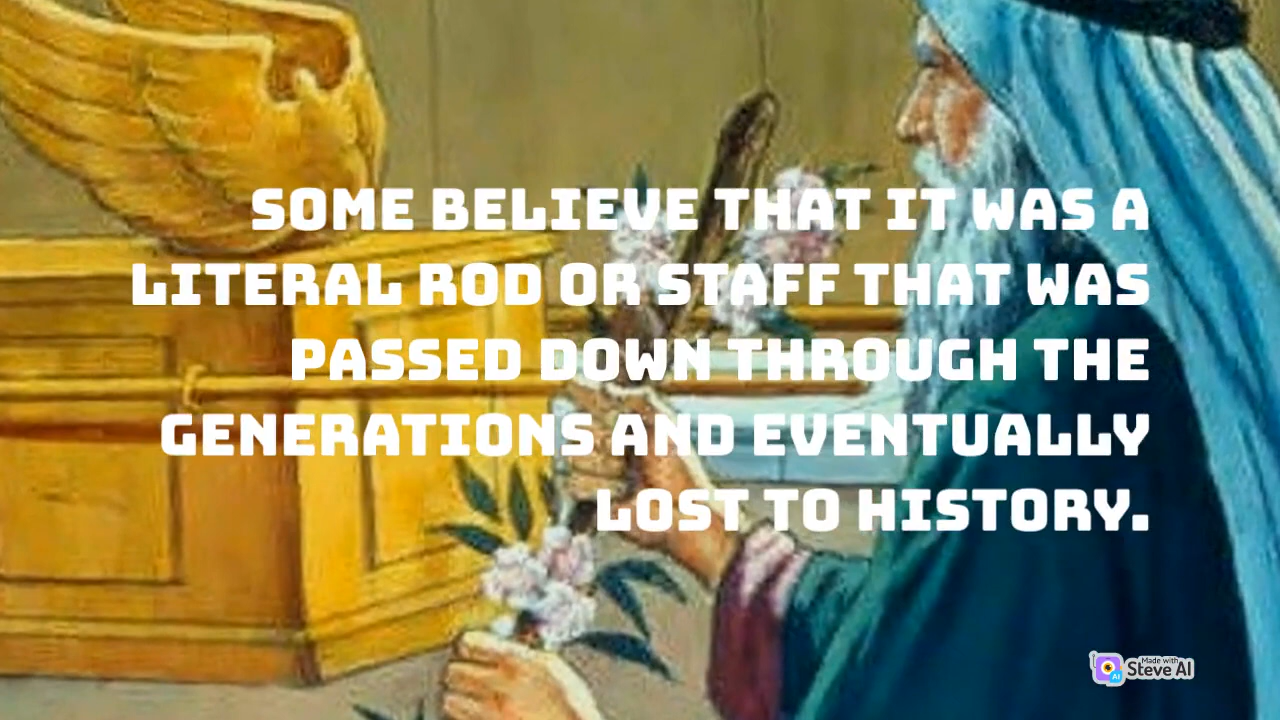 SOME BELIEVE THAT IT WAS A
LITERAL ROD OR STAFF THAT WAS
PASSED DOWN THROUGH THE
GENERATIONS AND EVENTUALLY
LOST TO HISTORY.
Made with
Steve AI
AI